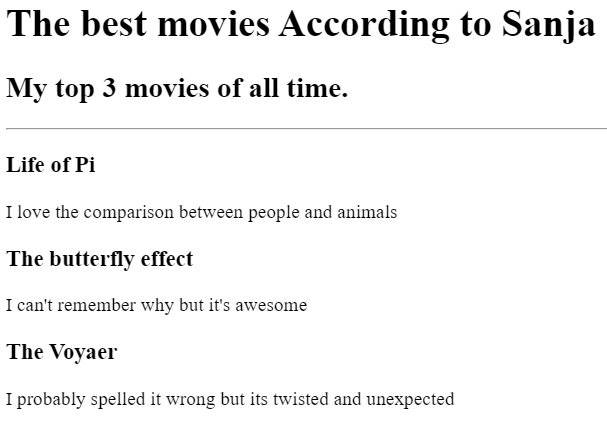 The best movies According to Sanja
My top 3 movies of all time.
Life of Pi
I love the comparison between people and animals
The butterfly effect
I can't remember why but it's awesome
The Voyaer
I probably spelled it wrong but its twisted and unexpected